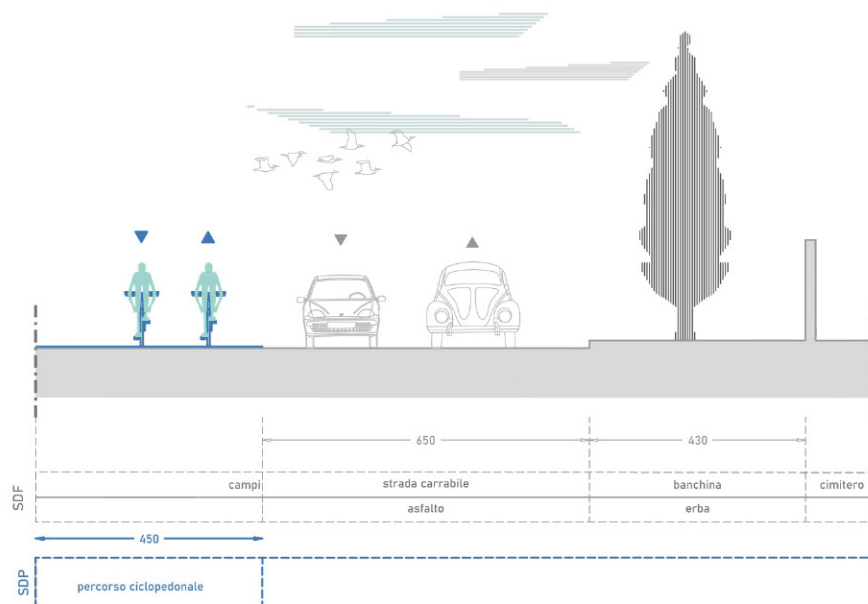 650
430
SDF
campi
strada carrabile
banchina
cimitero
asfalto
erba
450
SDP
percorso ciclopedonale